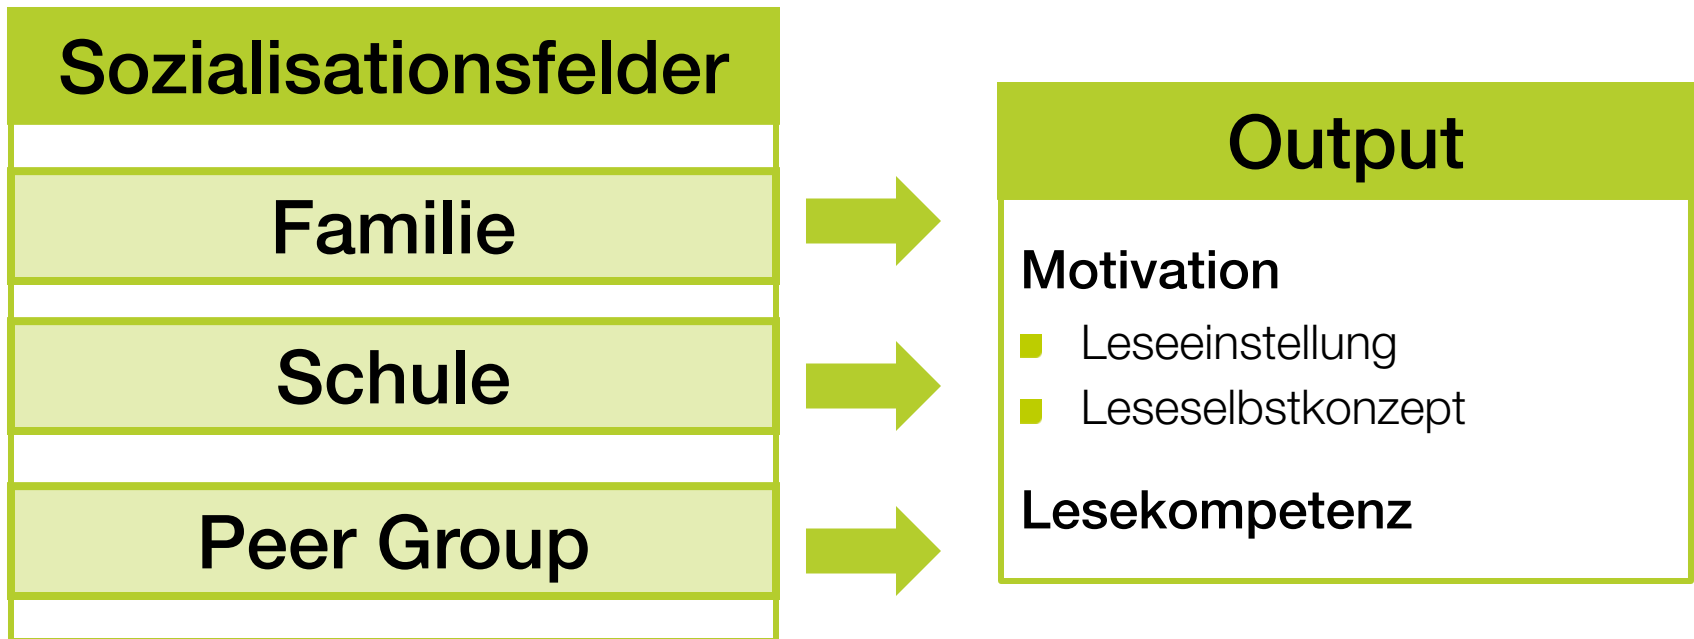 Sozialisationsfelder
Familie
Schule
Peer Group
Output
Motivation
Leseeinstellung
Leseselbstkonzept
Lesekompetenz